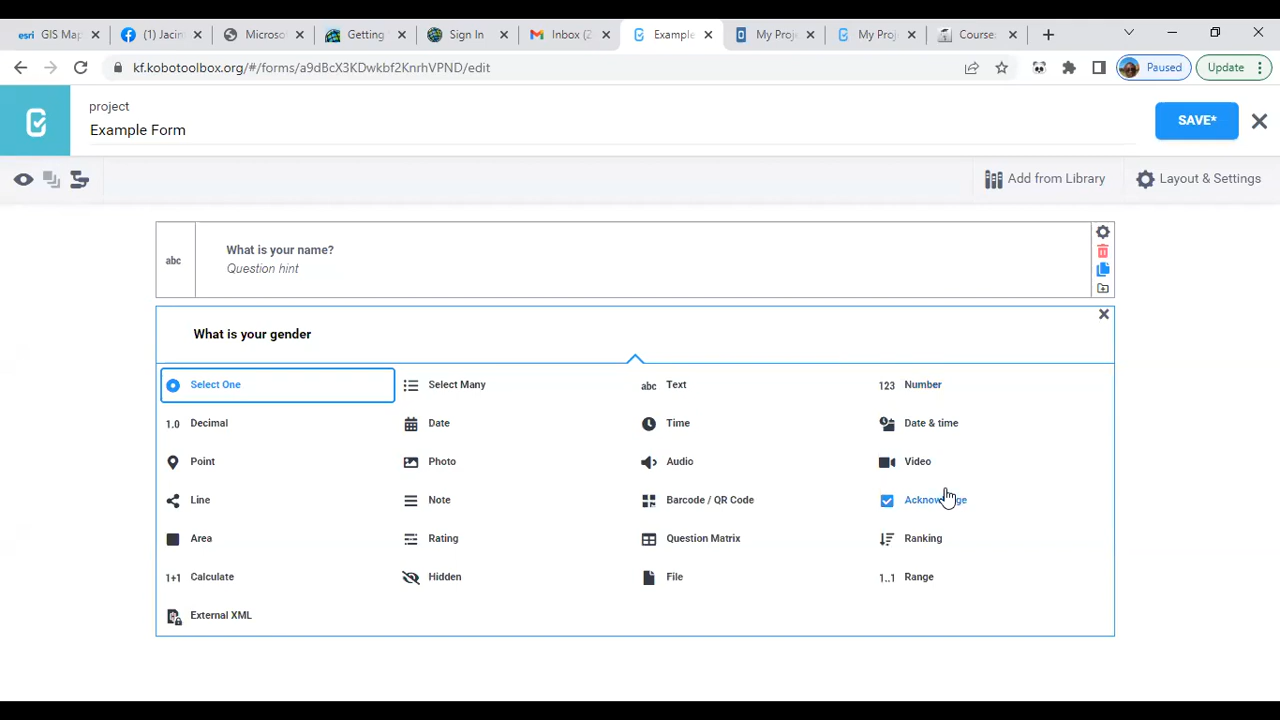 esri GIS Map
(1) Jacin
Microso
Getting
Sign In
Inbox (2
Example
My Proj
My Proj
Course
kf.kobotoolbox.org/#/forms/a9dBcX3KDwkbf2KnrhVPND/edit
Paused
Update
project
Example Form
SAVE*
Add from Library
Layout & Settings
abc
What is your name?
Question hint
What is your gender
Select One
Select Many
abc Text
123 Number
1.0 Decimal
Date
Time
Date & time
Point
Photo
Audio
Video
Line
Note
Barcode / QR Code
Area
Rating
Question Matrix
Ranking
1+1 Calculate
Hidden
File
1..1 Range
External XML